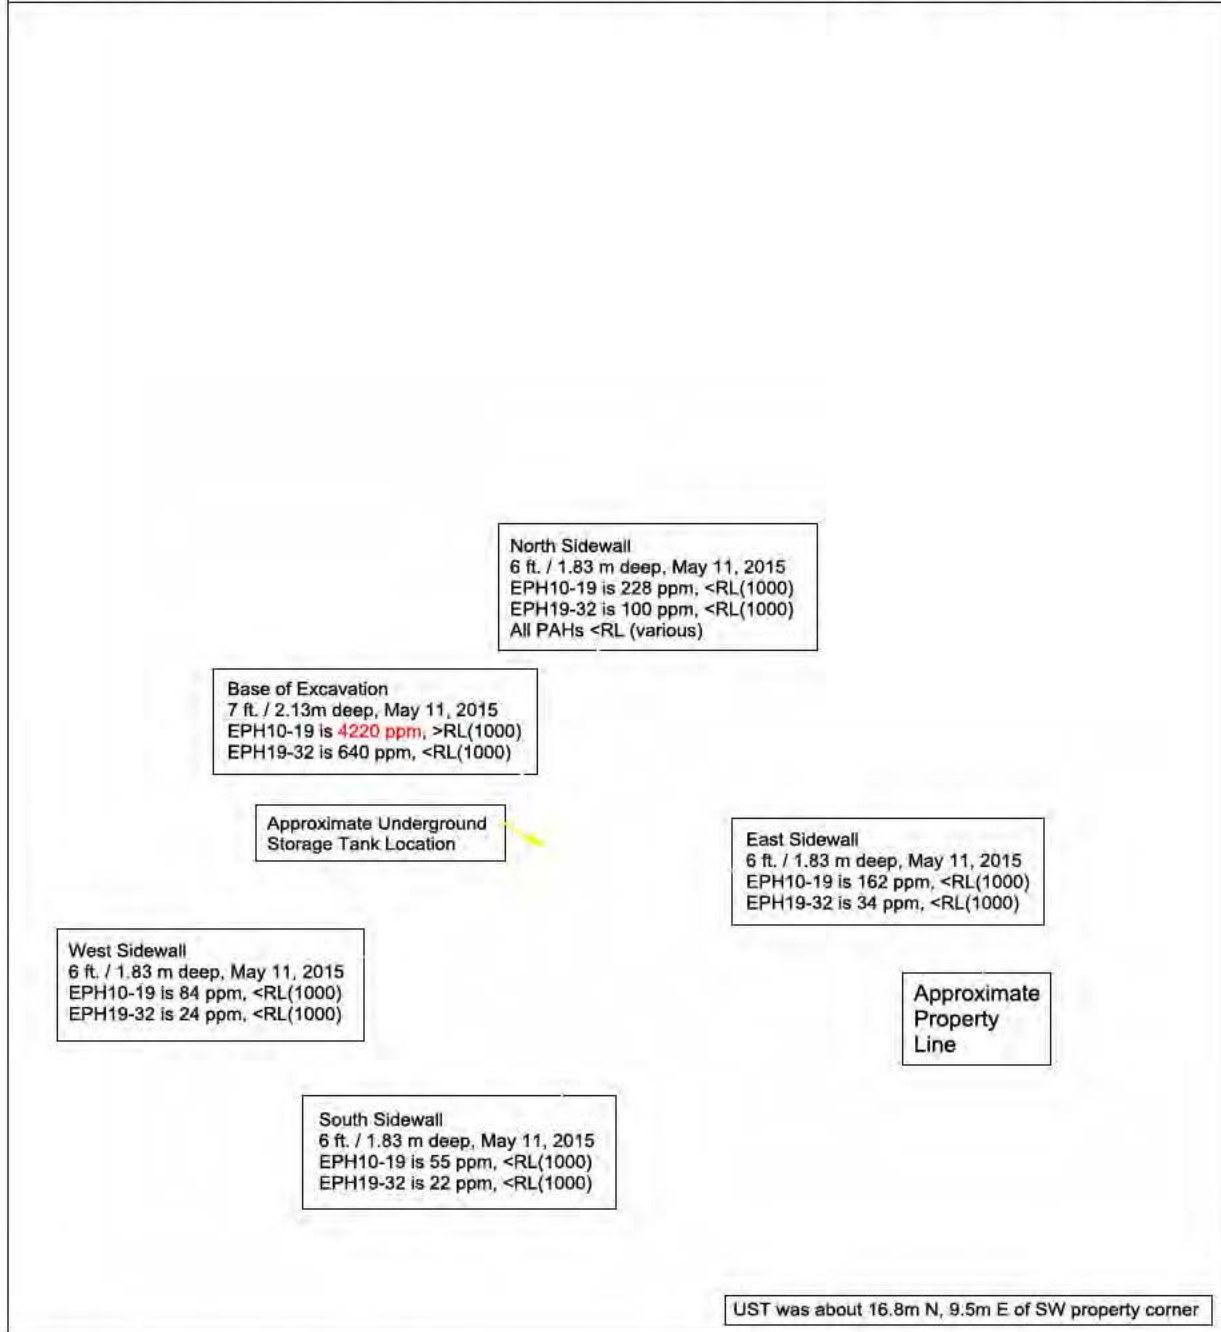 North Sidewall
6 ft. / 1.83 m deep, May 11, 2015
EPH10-19 is 228 ppm, <RL(1000)
EPH19-32 is 100 ppm, <RL(1000)
All PAHs <RL (various)
Base of Excavation
7 ft. / 2.13m deep, May 11, 2015
EPH10-19 is 4220 ppm, >RL(1000)
EPH19-32 is 640 ppm, <RL(1000)
Approximate Underground
Storage Tank Location
East Sidewall
6 ft. / 1.83 m deep, May 11, 2015
EPH10-19 is 162 ppm, <RL(1000)
EPH19-32 is 34 ppm, <RL(1000)
West Sidewall
6 ft. / 1.83 m deep, May 11, 2015
EPH10-19 is 84 ppm, <RL(1000)
EPH19-32 is 24 ppm, <RL(1000)
Approximate
Property
Line
South Sidewall
6 ft. / 1.83 m deep, May 11, 2015
EPH10-19 is 55 ppm, <RL(1000)
EPH19-32 is 22 ppm, <RL(1000)
UST was about 16.8m N, 9.5m E of SW property corner